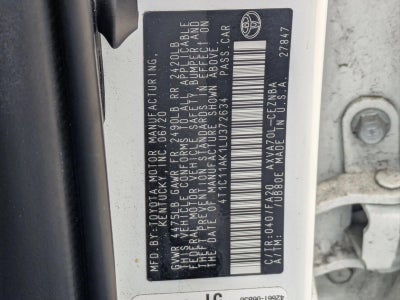 MFD. BY: TOYOTA MOTOR MANUFACTURING,
KENTUCKY, INC. 06/20
GVWR 4475LB GAWR FR 2490LB RR 2420LB
THIS VEHICLE CONFORMS TO ALL APPLICABLE
FEDERAL MOTOR VEHICLE SAFETY, BUMPER, AND
THEFT PREVENTION STANDARDS IN EFFECT ON
THE DATE OF MANUFACTURE SHOWN ABOVE.
4T1C11AK1LU372634 PASS.CAR
C/TR:040/FA20 AXVA70L-CEZNBA
A/TM: /UB80E MADE IN U.S.A.
27847
TM